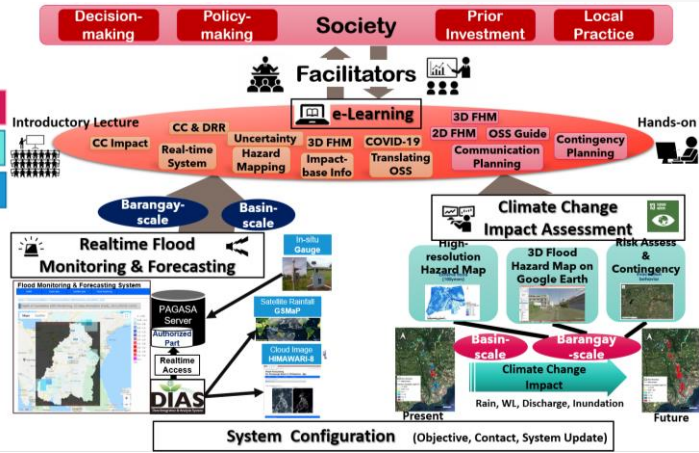 Decision-making
Policy-making
Society
Prior Investment
Local Practice
Facilitators
e-Learning
Introductory Lecture
Hands-on
CC Impact
CC & DRR
Real-time System
Uncertainty
Hazard Mapping
3D FHM
Impact-base Info
COVID-19
Translating OSS
3D FHM
2D FHM
OSS Guide
Communication Planning
Contingency Planning
Barangay-scale
Basin-scale
Realtime Flood
Monitoring & Forecasting
Climate Change
Impact Assessment
Flood Monitoring & Forecasting System
PAGASA
Server
Authorized
Part
Realtime
Access
DIAS
In-situ
Gauge
Satellite Rainfall
GSMaP
Cloud Image
HIMAWARI-8
High-resolution
Hazard Map
3D Flood
Hazard Map on
Google Earth
Risk Assess &
Contingency
Basin-scale
Barangay-scale
Climate Change
Impact
Rain, WL, Discharge, Inundation
Present
Future
System Configuration (Objective, Contact, System Update)